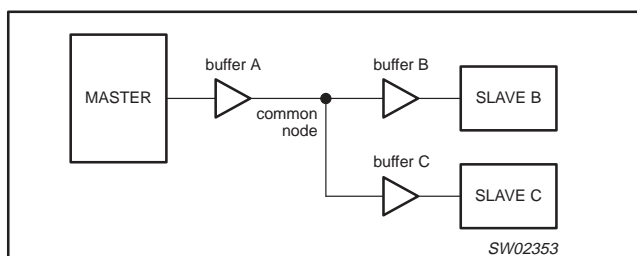 MASTER
buffer A
common
node
buffer B
SLAVE B
buffer C
SLAVE C
SW02353